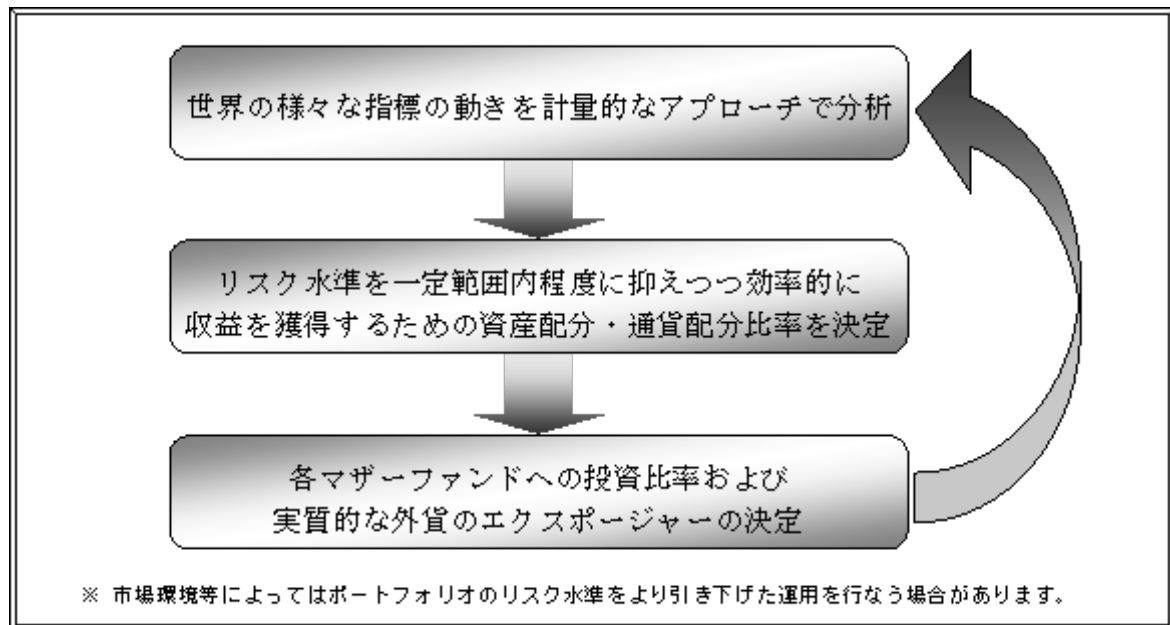 世界の様々な指標の動きを計量的なアプローチで分析
リスク水準を一定範囲内程度に抑えつつ効率的に
収益を獲得するための資産配分・通貨配分比率を決定
各マザーファンドへの投資比率および
実質的な外貨のエクスポージャーの決定
※ 市場環境等によってはポートフォリオのリスク水準をより引き下げた運用を行なう場合があります。